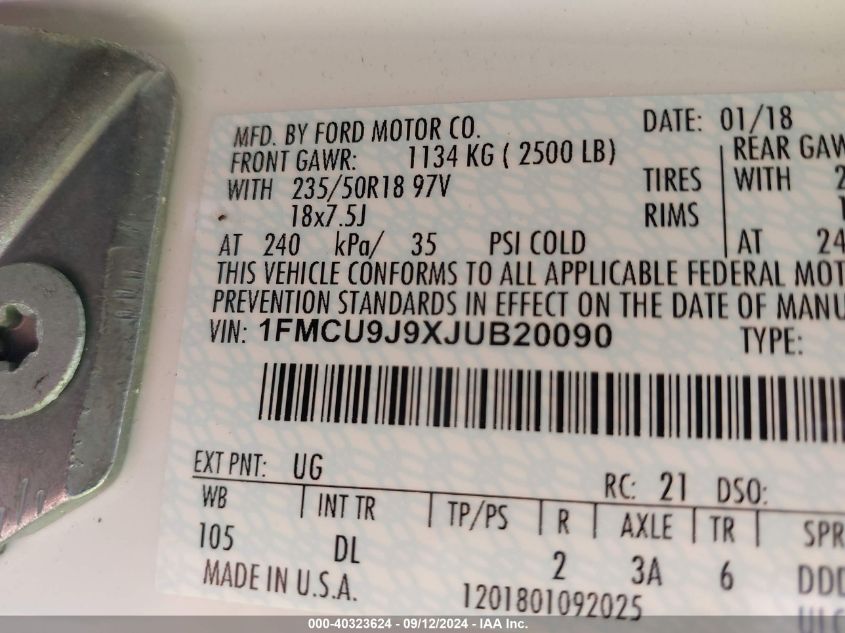 MFD. BY FORD MOTOR CO.
DATE: 01/18
FRONT GAWR: 1134 KG ( 2500 LB)
REAR GAW
WITH 235/50R18 97V TIRES
WITH 2
18x7.5J RIMS
AT 240 kPa/ 35 PSI COLD
AT 24
THIS VEHICLE CONFORMS TO ALL APPLICABLE FEDERAL MOT
PREVENTION STANDARDS IN EFFECT ON THE DATE OF MANU
VIN: 1FMCU9J9XJUB20090
TYPE:
EXT PNT: UG
RC: 21 DSO:
WB INT TR TP/PS R AXLE TR SPR
105 DL 2 3A 6 DDD
MADE IN U.S.A. 1201801092025
000-40323624 - 09/12/2024 - IAA, Inc.